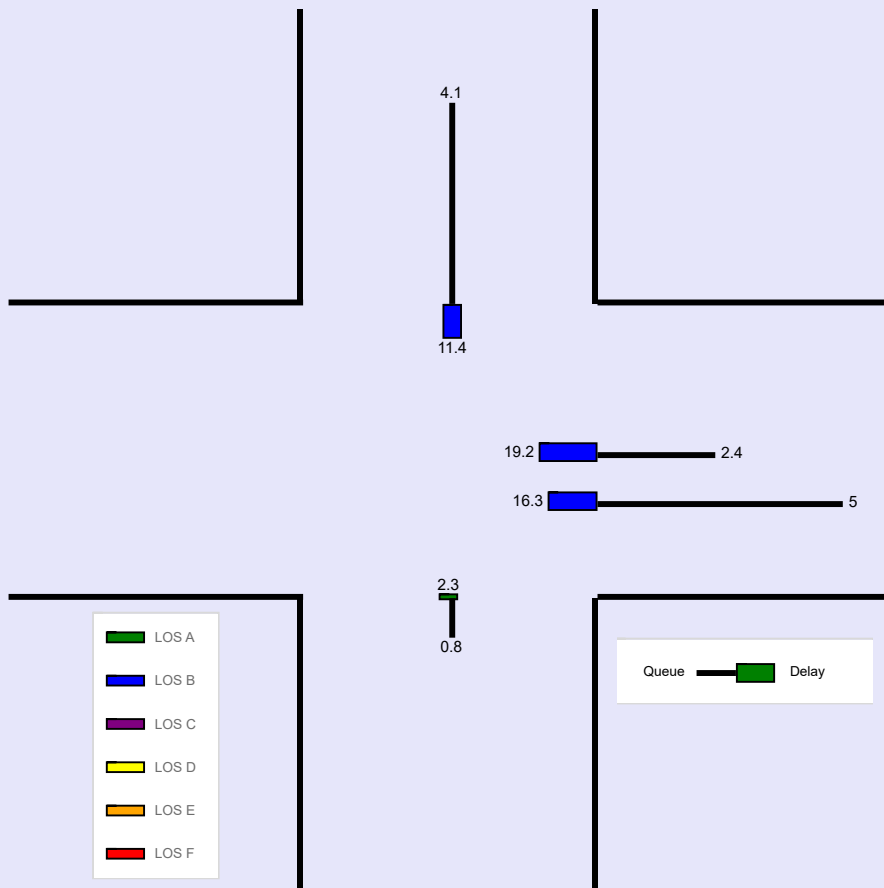 4.1
11.4
19.2
2.4
16.3
5
2.3
0.8
LOS A
LOS B
LOS C
LOS D
LOS E
LOS F
Queue
Delay